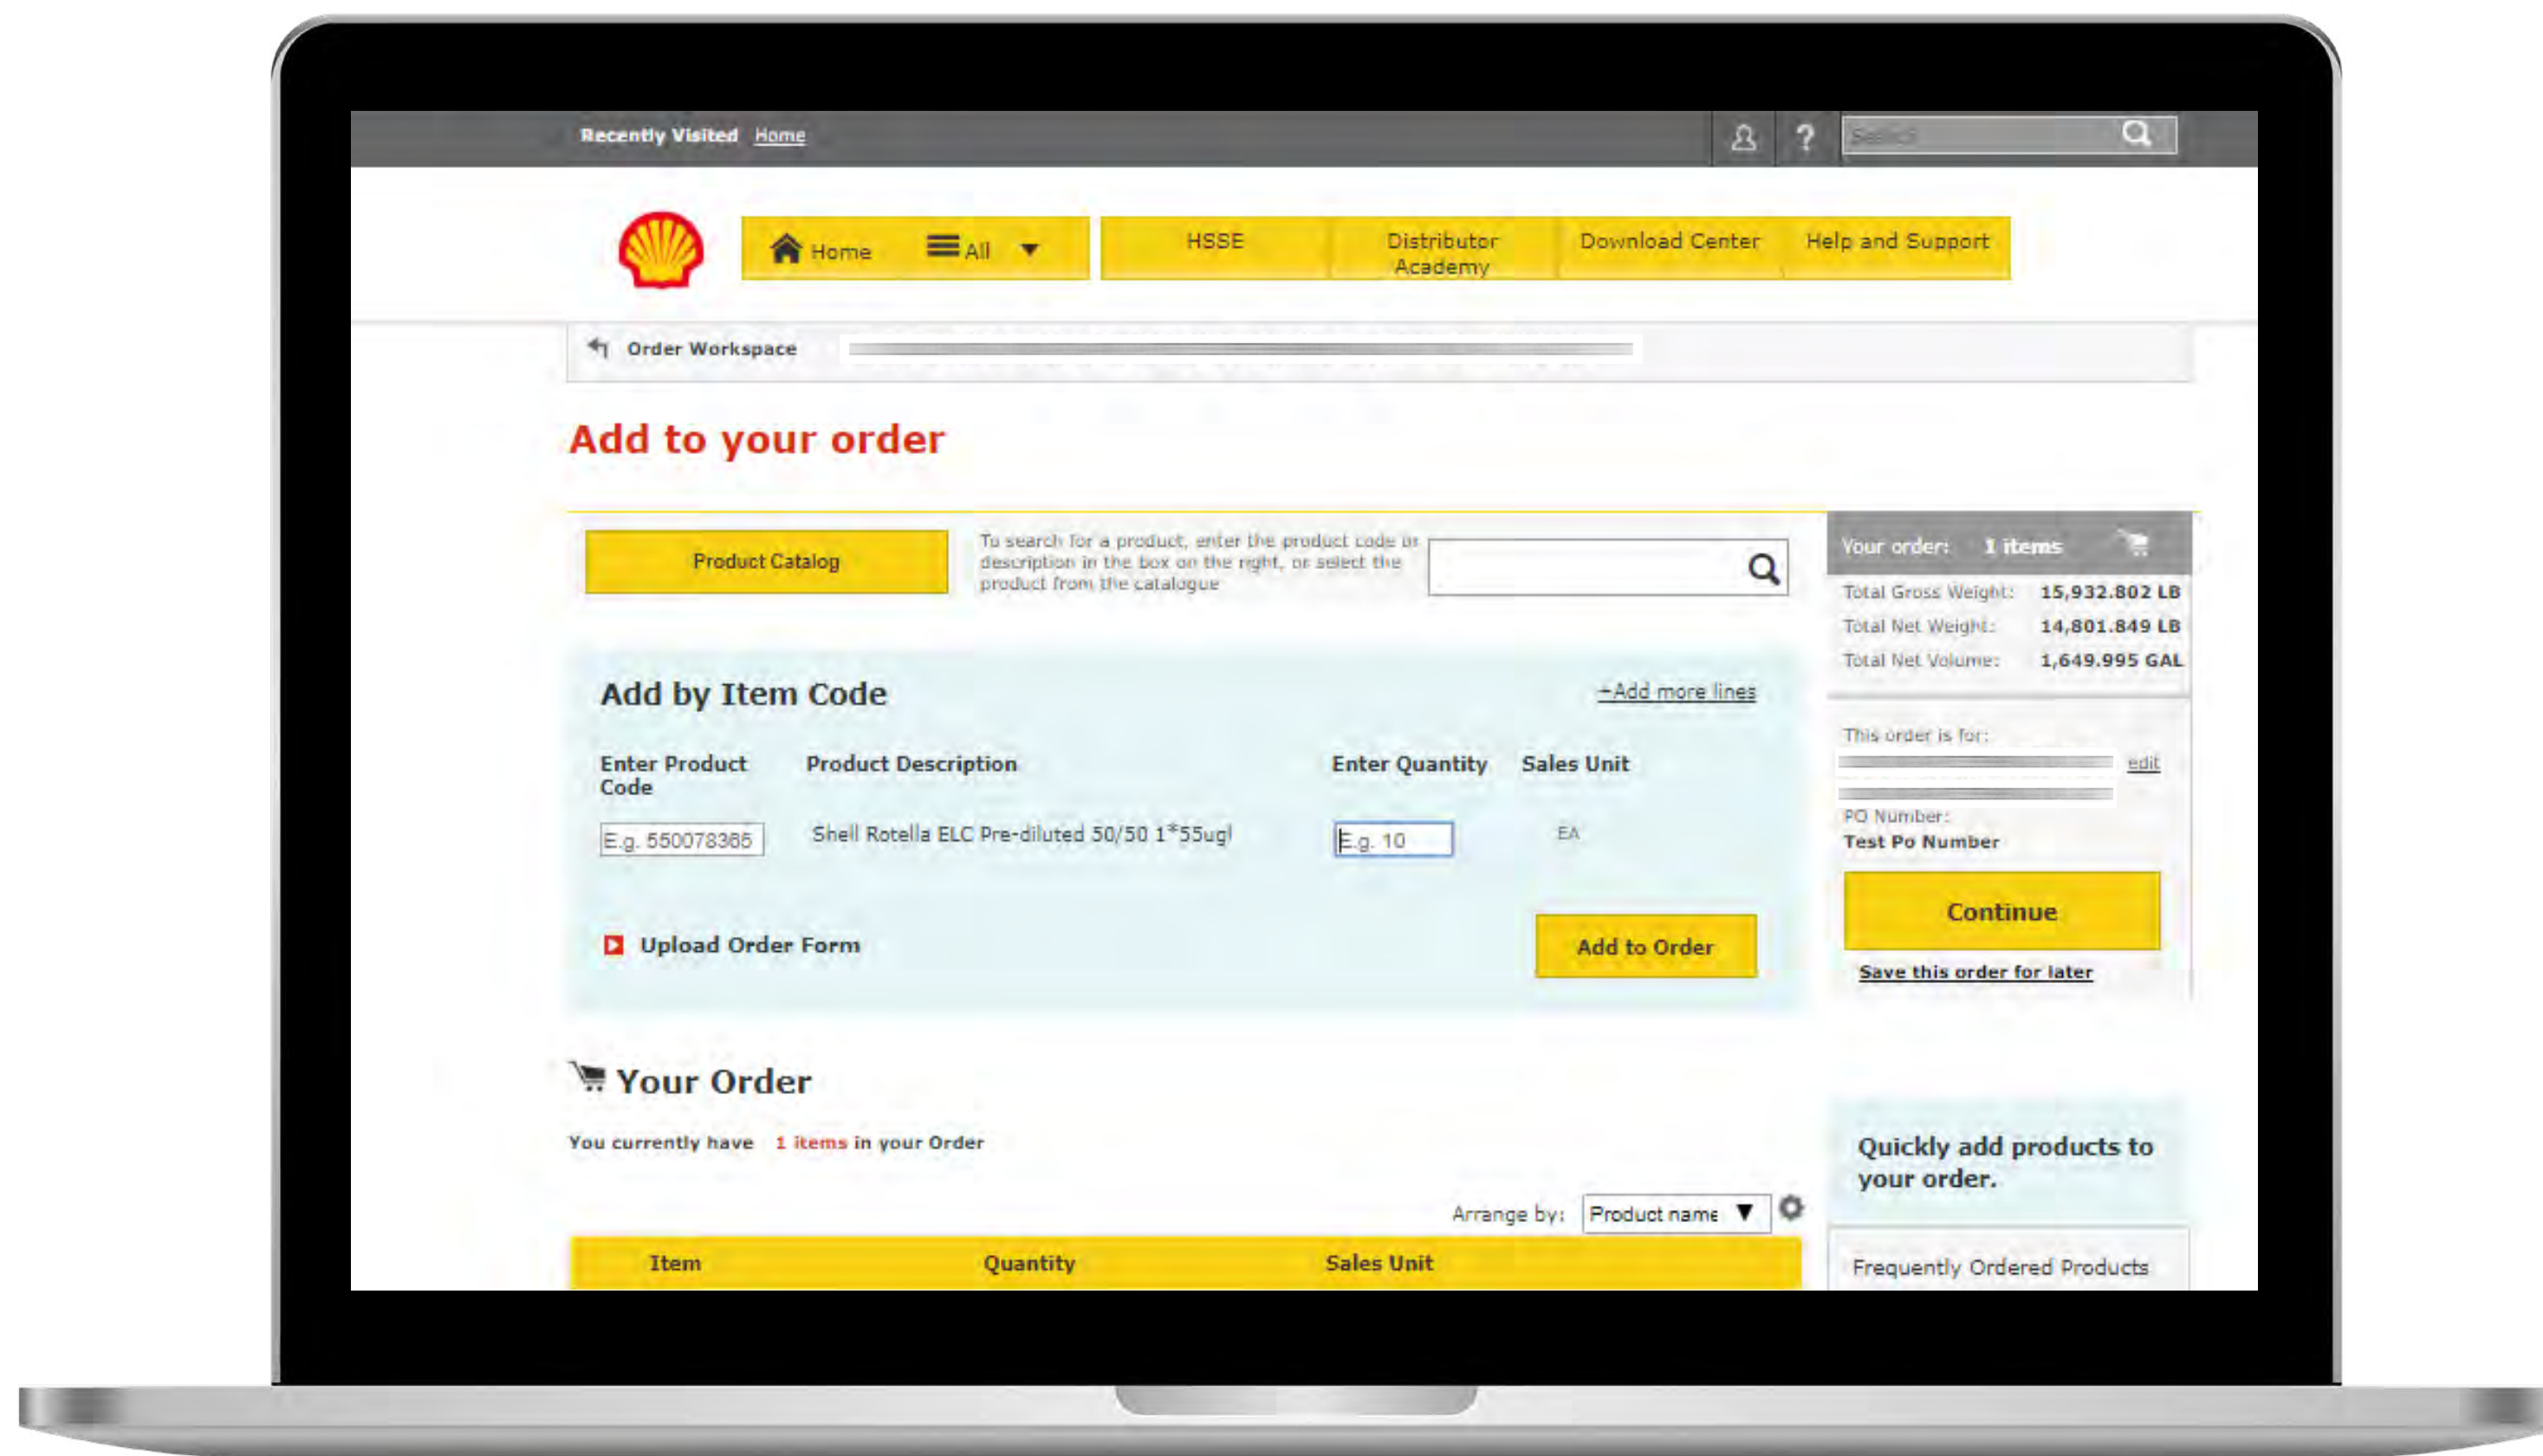 Recently Visited Home
?
Search
Home
All
HSSE
Distributor
Academy
Download Center
Help and Support
Order Workspace
Add to your order
Product Catalog
To search for a product, enter the product code or
description in the box on the right, or select the
product from the catalogue
Your order: 1 items
Total Gross Weight: 15,932.802 LB
Total Net Weight: 14,801.849 LB
Total Net Volume: 1,649.995 GAL
Add by Item Code
+Add more lines
Enter Product
Code
Product Description
Enter Quantity
Sales Unit
E.g. 550078365
Shell Rotella ELC Pre-diluted 50/50 1*55ugl
E.g. 10
EA
Upload Order Form
Add to Order
This order is for:
edit
PO Number:
Test Po Number
Continue
Save this order for later
Your Order
You currently have 1 items in your Order
Arrange by: Product name
Item
Quantity
Sales Unit
Quickly add products to
your order.
Frequently Ordered Products